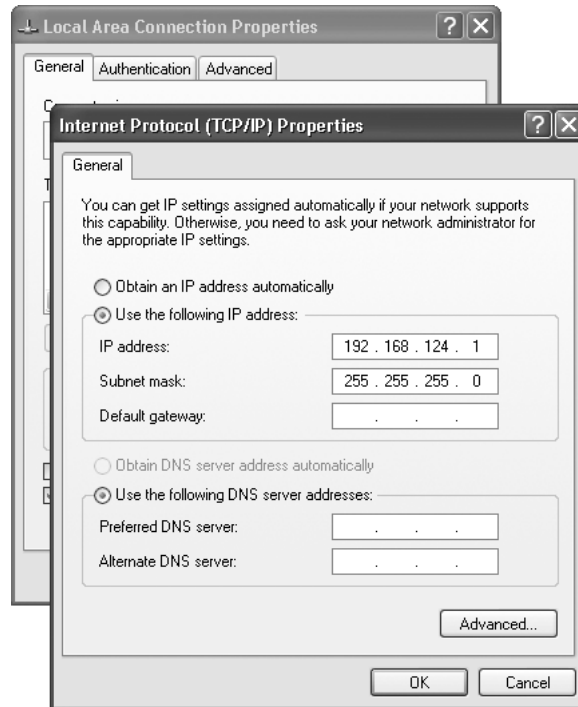 Local Area Connection Properties
General Authentication Advanced
Internet Protocol (TCP/IP) Properties
General
You can get IP settings assigned automatically if your network supports
this capability. Otherwise, you need to ask your network administrator for
the appropriate IP settings.
Obtain an IP address automatically
Use the following IP address:
IP address: 192 . 168 . 124 . 1
Subnet mask: 255 . 255 . 255 . 0
Default gateway: . . .
Obtain DNS server address automatically
Use the following DNS server addresses:
Preferred DNS server: . . .
Alternate DNS server: . . .
Advanced...
OK Cancel